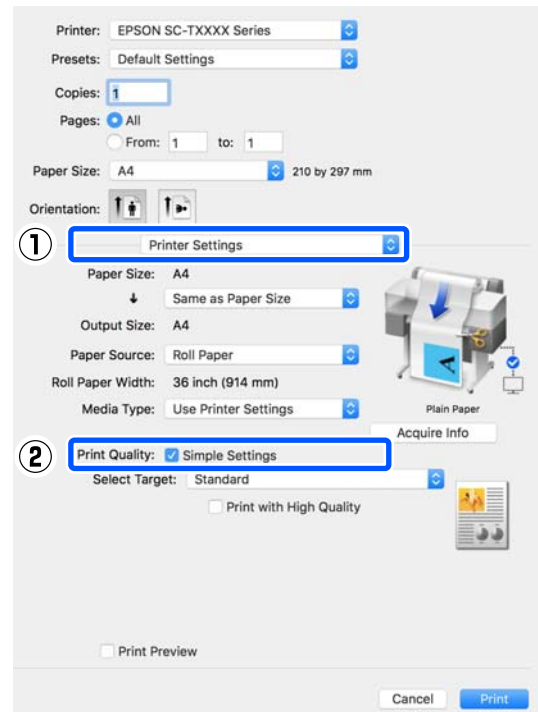 Printer: EPSON SC-TXXXX Series
Presets: Default Settings
Copies: 1
Pages: All
From: 1 to: 1
Paper Size: A4 210 by 297 mm
Orientation:
1 Printer Settings
Paper Size: A4
Same as Paper Size
Output Size: A4
Paper Source: Roll Paper
Roll Paper Width: 36 inch (914 mm)
Media Type: Use Printer Settings
Plain Paper
Acquire Info
2 Print Quality: Simple Settings
Select Target: Standard
Print with High Quality
Print Preview
Cancel Print